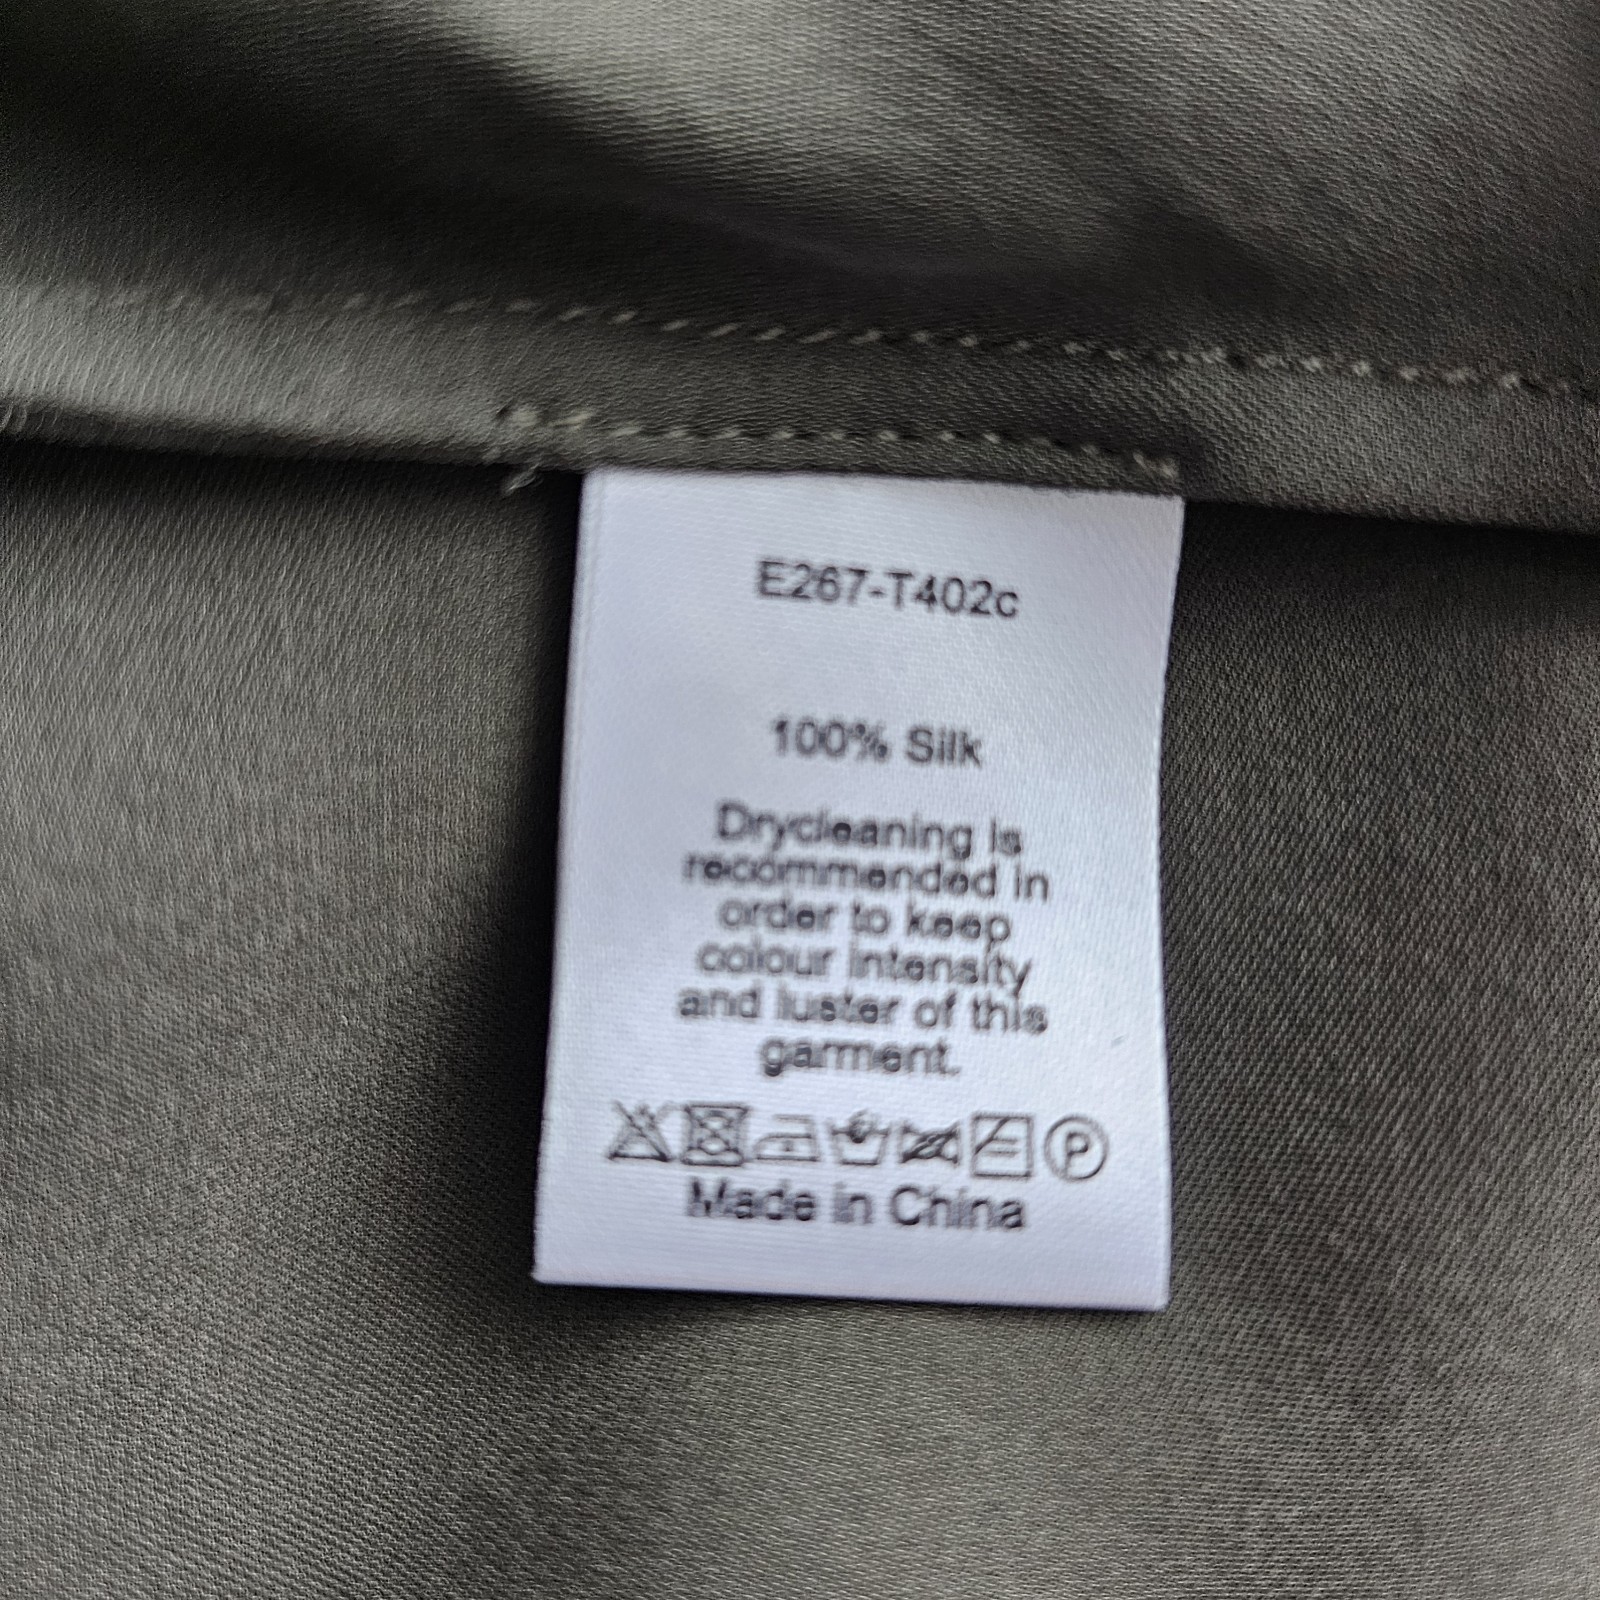 E267-T402c
100% Silk
Drycleaning is
recommended in
order to keep
colour intensity
and luster of this
garment.
P
Made in China